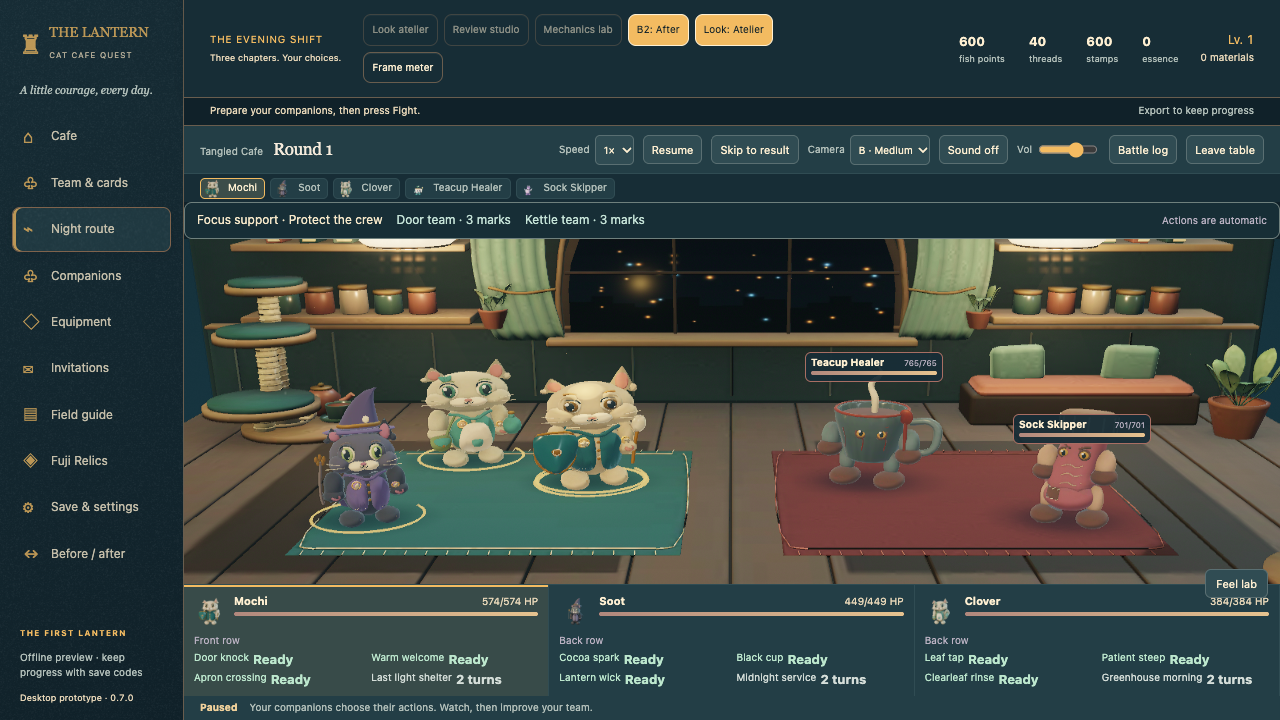 THE LANTERN
CAT CAFE QUEST
A little courage, every day.
Cafe
Team & cards
Night route
Companions
Equipment
Invitations
Field guide
Fuji Relics
Save & settings
Before / after
THE FIRST LANTERN
Offline preview · keep
progress with save codes
Desktop prototype · 0.7.0
THE EVENING SHIFT
Three chapters. Your choices.
Look atelier
Review studio
Mechanics lab
B2: After
Look: Atelier
Frame meter
600
fish points
40
threads
600
stamps
0
essence
Lv. 1
0 materials
Prepare your companions, then press Fight.
Export to keep progress
Tangled Cafe Round 1
Speed 1x
Resume
Skip to result
Camera B · Medium
Sound off
Vol
Battle log
Leave table
Mochi
Soot
Clover
Teacup Healer
Sock Skipper
Focus support · Protect the crew Door team · 3 marks Kettle team · 3 marks
Actions are automatic
Teacup Healer 765/765
Sock Skipper 701/701
Feel lab
Mochi 574/574 HP
Front row
Door knock Ready
Warm welcome Ready
Apron crossing Ready
Last light shelter 2 turns
Soot 449/449 HP
Back row
Cocoa spark Ready
Black cup Ready
Lantern wick Ready
Midnight service 2 turns
Clover 384/384 HP
Back row
Leaf tap Ready
Patient steep Ready
Clearleaf rinse Ready
Greenhouse morning 2 turns
Paused Your companions choose their actions. Watch, then improve your team.